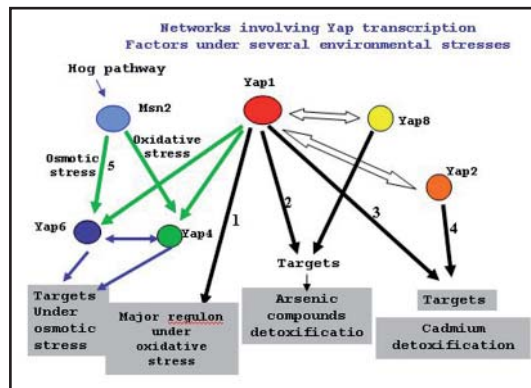 Networks involving Yap transcription
Factors under several environmental stresses
Hog pathway
Yap1
Msn2
Yap8
Oxidative
stress
Osmotic
stress
5
Yap2
Yap6
Yap4
1
2
3
4
Targets
Targets
Under
osmotic
stress
Major regulon
under
oxidative
stress
Arsenic
compounds
detoxificatio
Targets
Cadmium
detoxification